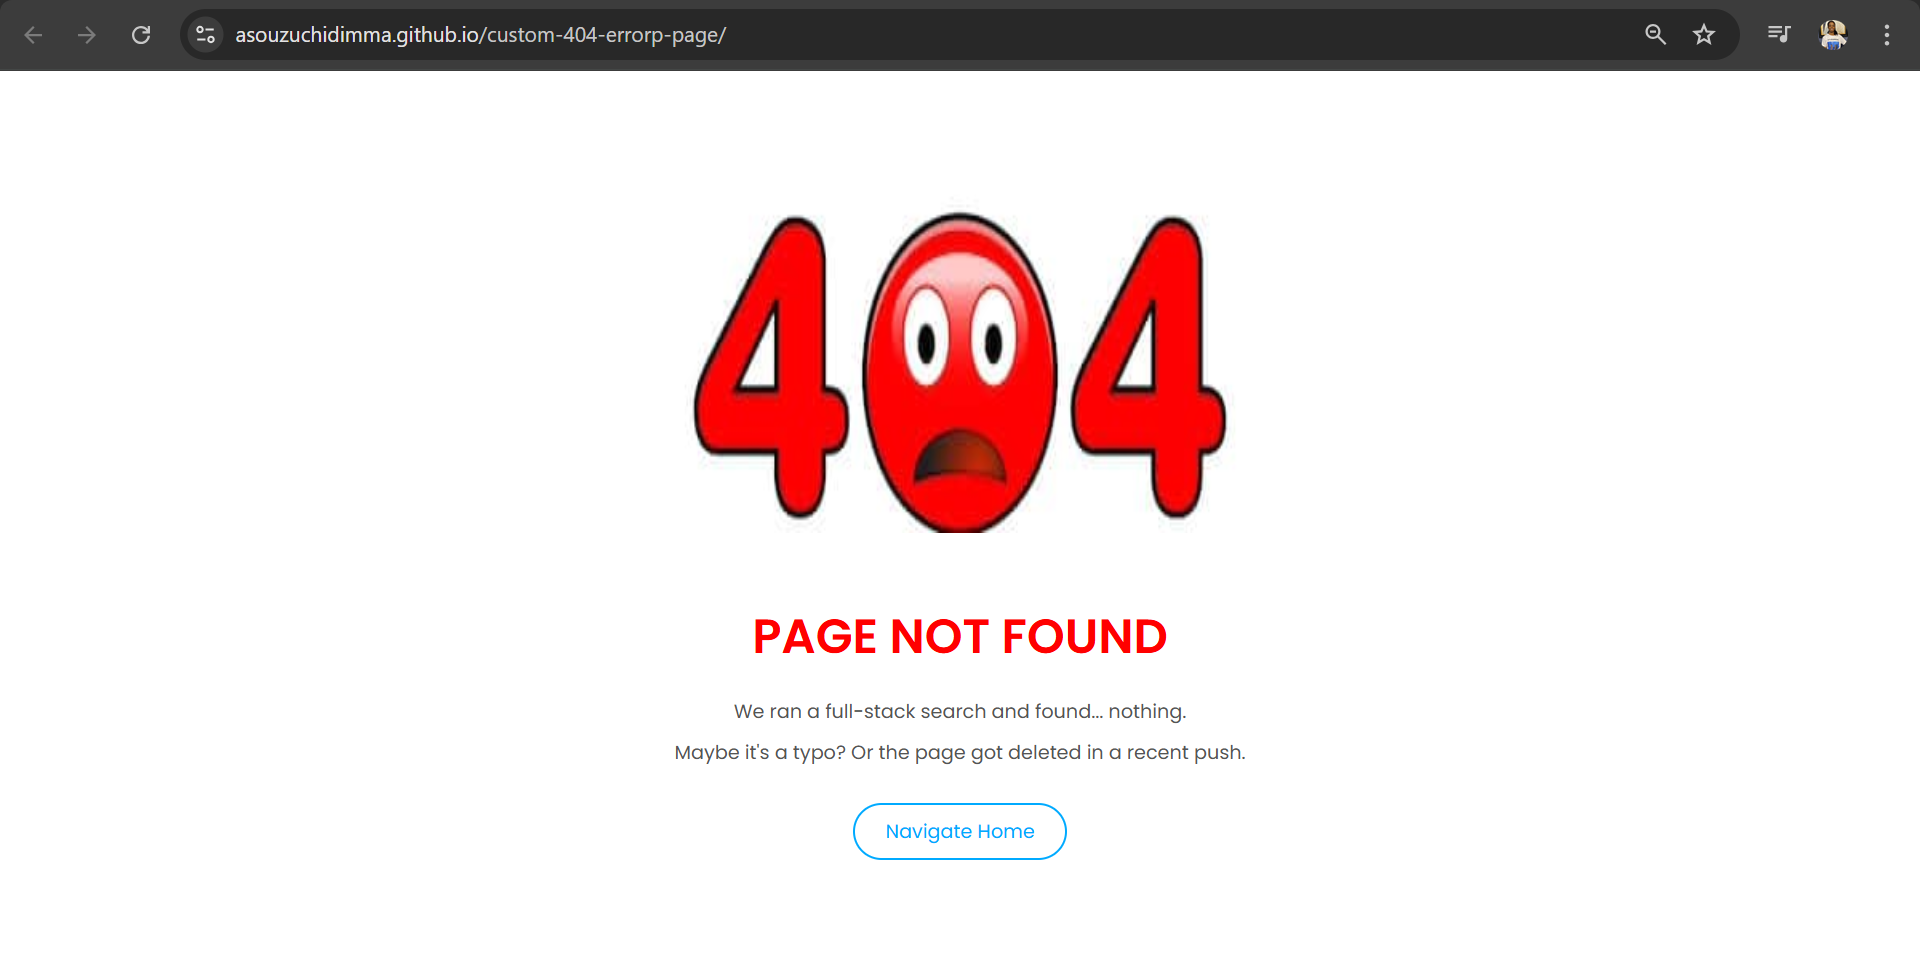 asouzuchidimma.github.io/custom-404-errorp-page/
404
PAGE NOT FOUND
We ran a full-stack search and found... nothing.
Maybe it's a typo? Or the page got deleted in a recent push.
Navigate Home